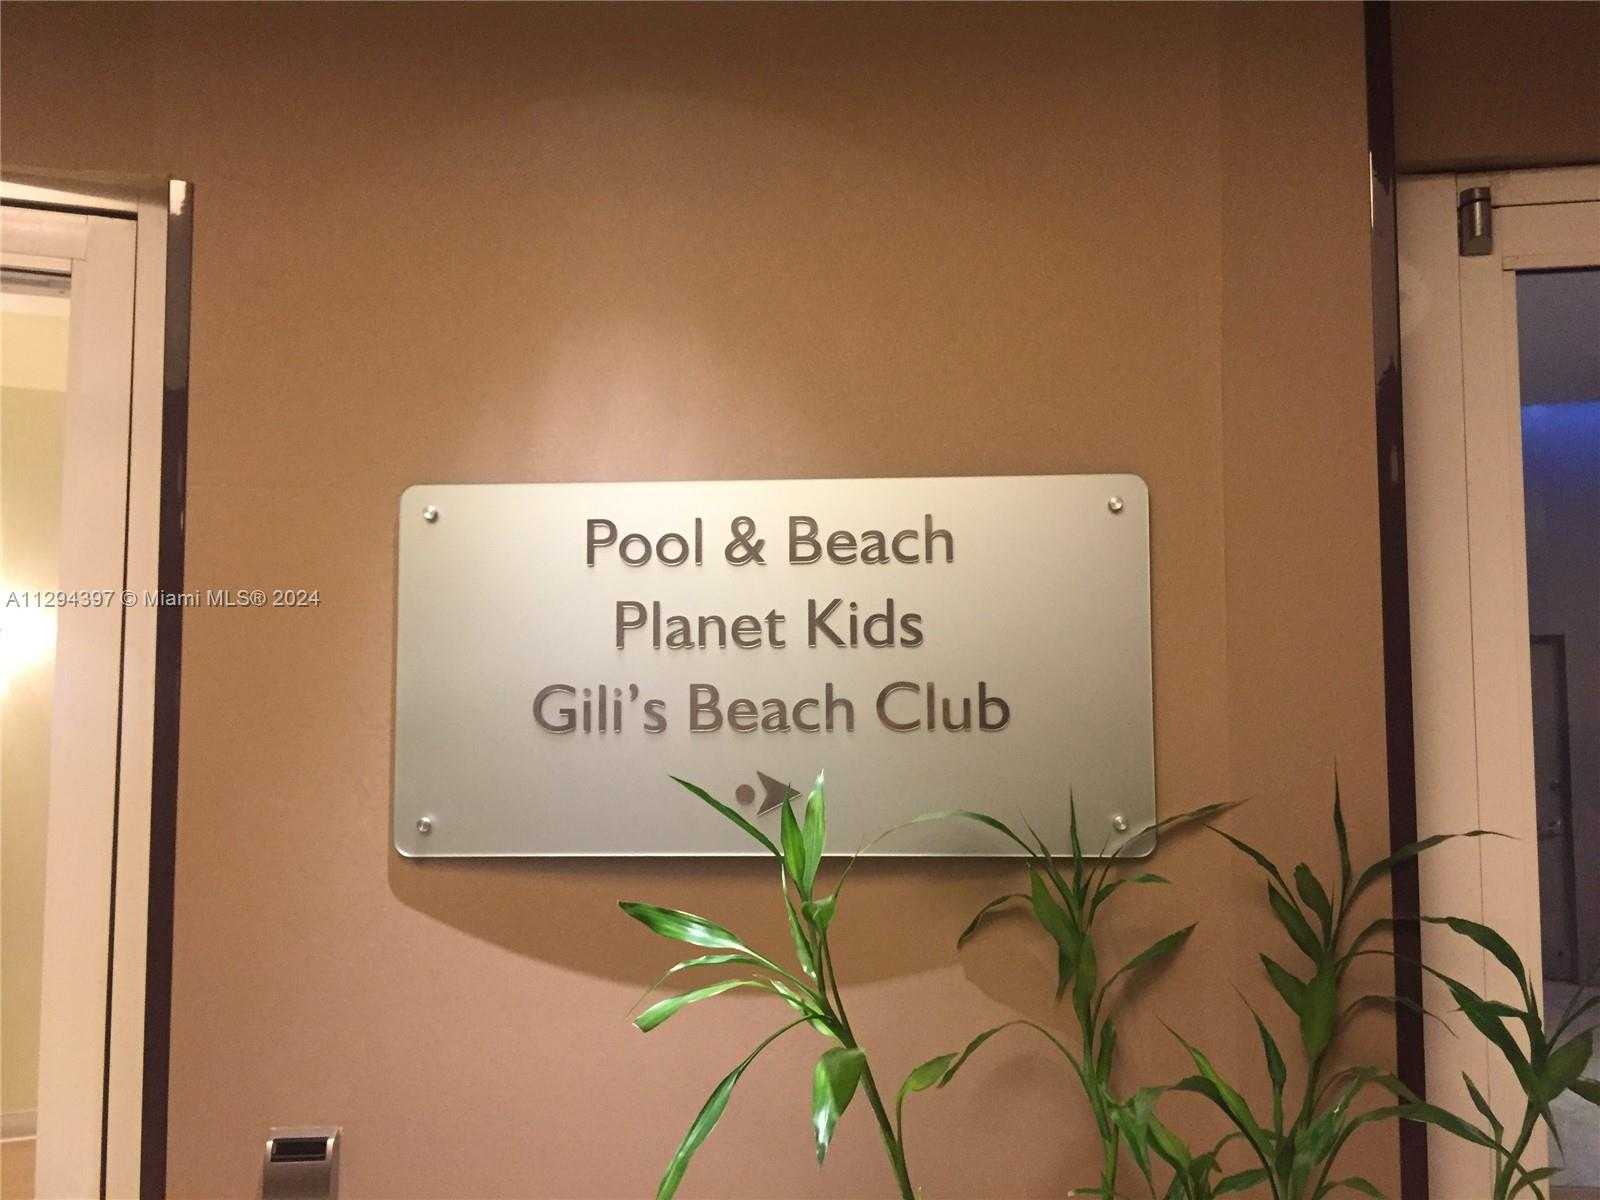 Pool & Beach
Planet Kids
Gili's Beach Club
A11294397 © Miami MLS® 2024